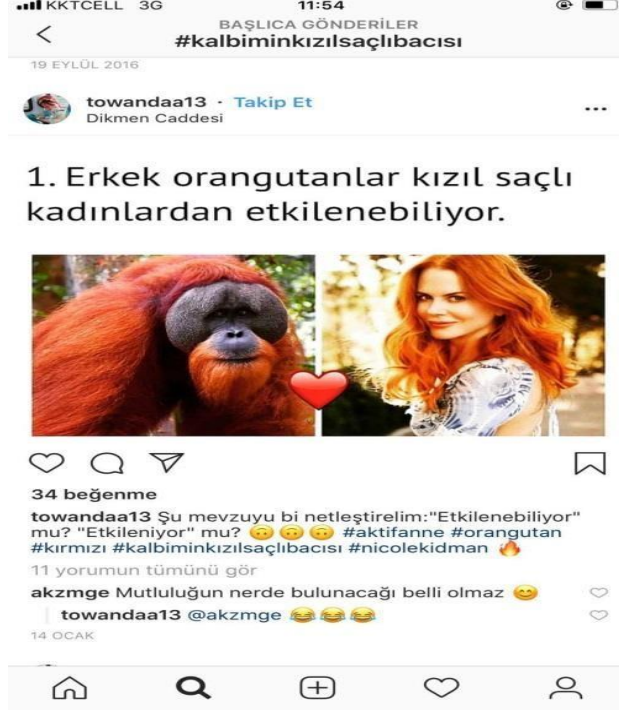 KKTCELL 3G 11:54
BAŞLICA GÖNDERİLER
#kalbiminkızılsaçlıbacısı
19 EYLÜL 2016
towandaa13 · Takip Et
Dikmen Caddesi
1. Erkek orangutanlar kızıl saçlı
kadınlardan etkilenebiliyor.
34 beğenme
towandaa13 Şu mevzuyu bi netleştirelim:"Etkilenebiliyor"
mu? "Etkileniyor" mu? 🙃🙃🙃 #aktifanne #orangutan
#kırmızı #kalbiminkızılsaçlıbacısı #nicolekidman 🔥
11 yorumun tümünü gör
akzmge Mutluluğun nerde bulunacağı belli olmaz 😊
towandaa13 @akzmge 😂😂😂
14 OCAK